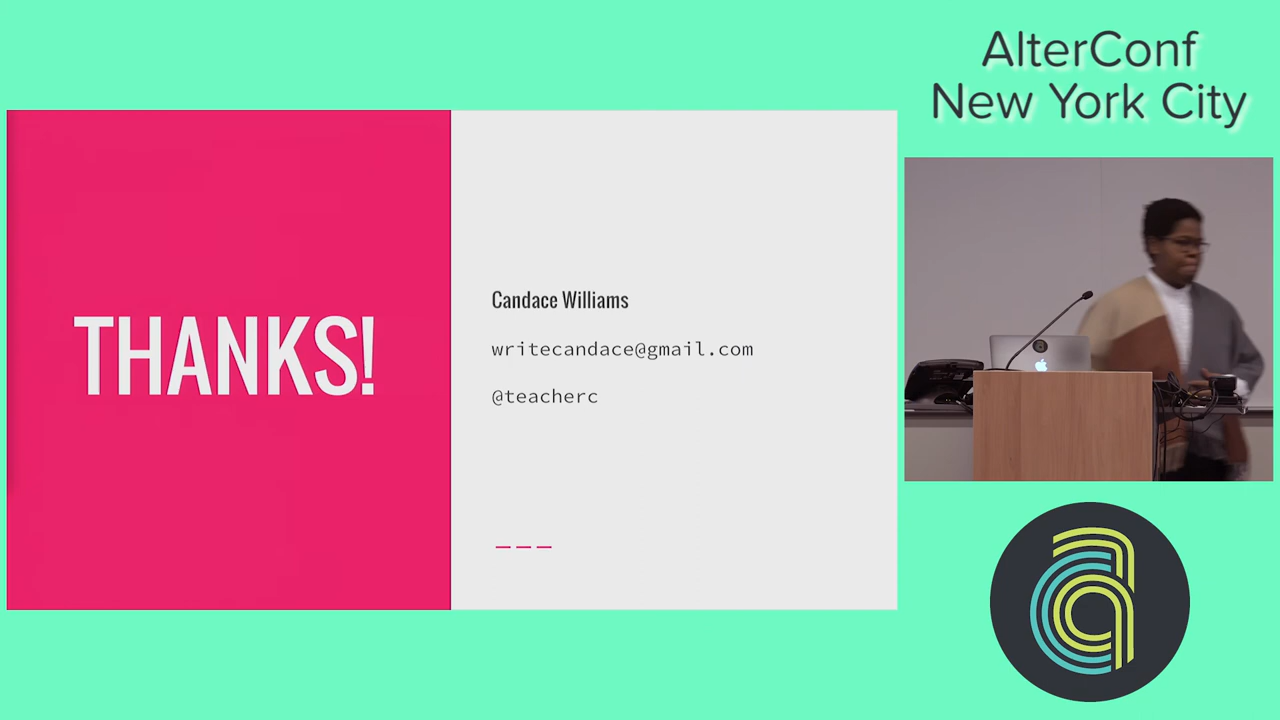 AlterConf
New York City
THANKS!
Candace Williams
writecandace@gmail.com
@teacherc